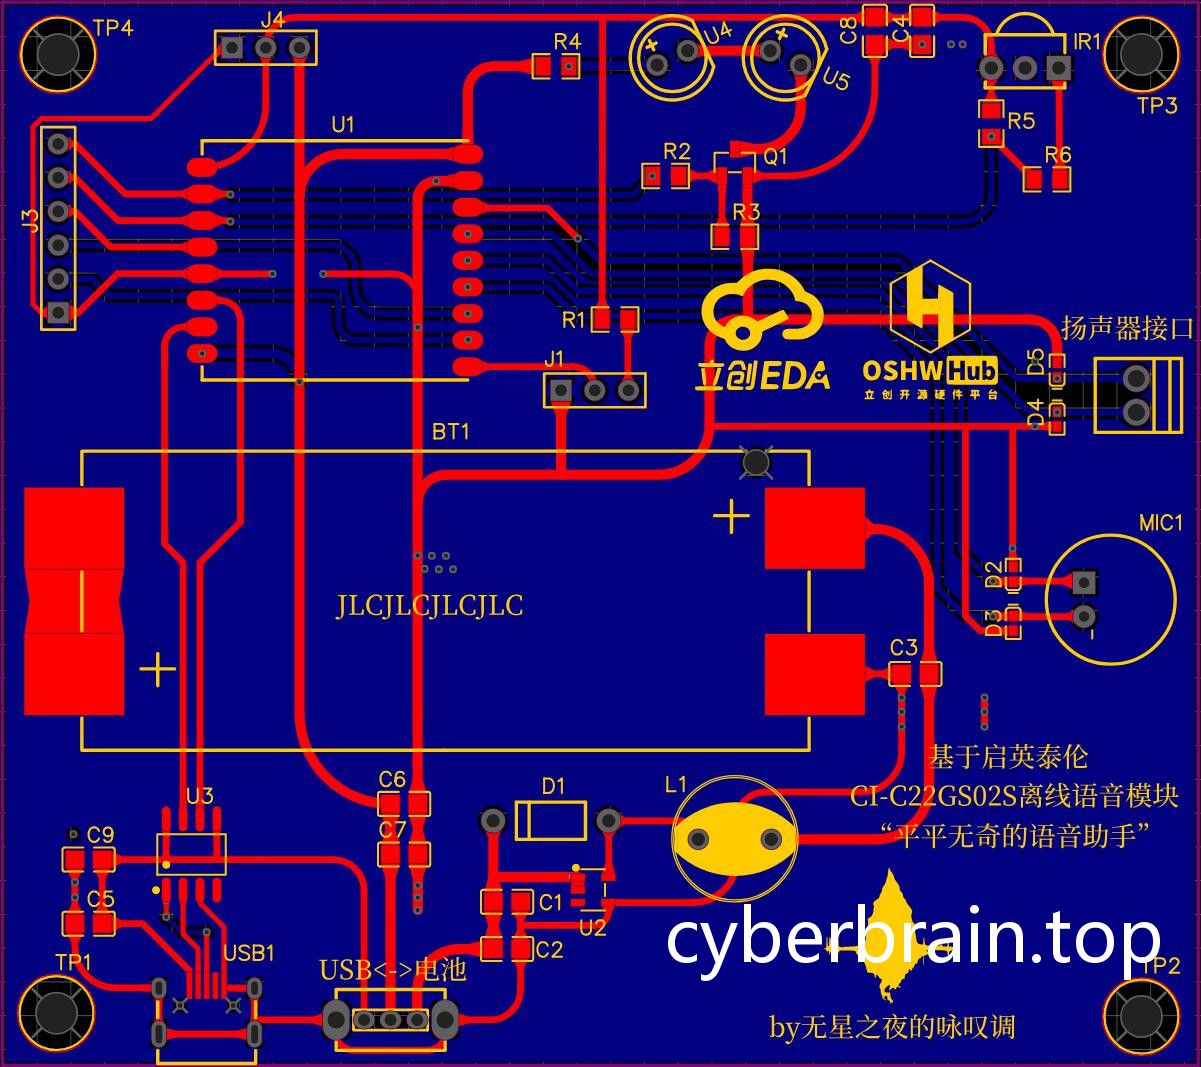 TP4
J4
R4
U4
U5
C8
C4
IR1
TP3
R5
R6
U1
R2
Q1
R3
J3
R1
J1
立创EDA
OSHWHub
立创开源硬件平台
扬声器接口
D5
D4
BT1
MIC1
D2
D3
JLCJLCJLCJLC
C3
基于启英泰伦
CI-C22GS02S离线语音模块
“平平无奇的语音助手”
C6
C7
D1
L1
U3
C9
C5
C1
C2
U2
cyberbrain.top
TP1
USB1
USB<->电池
TP2
by无星之夜的咏叹调